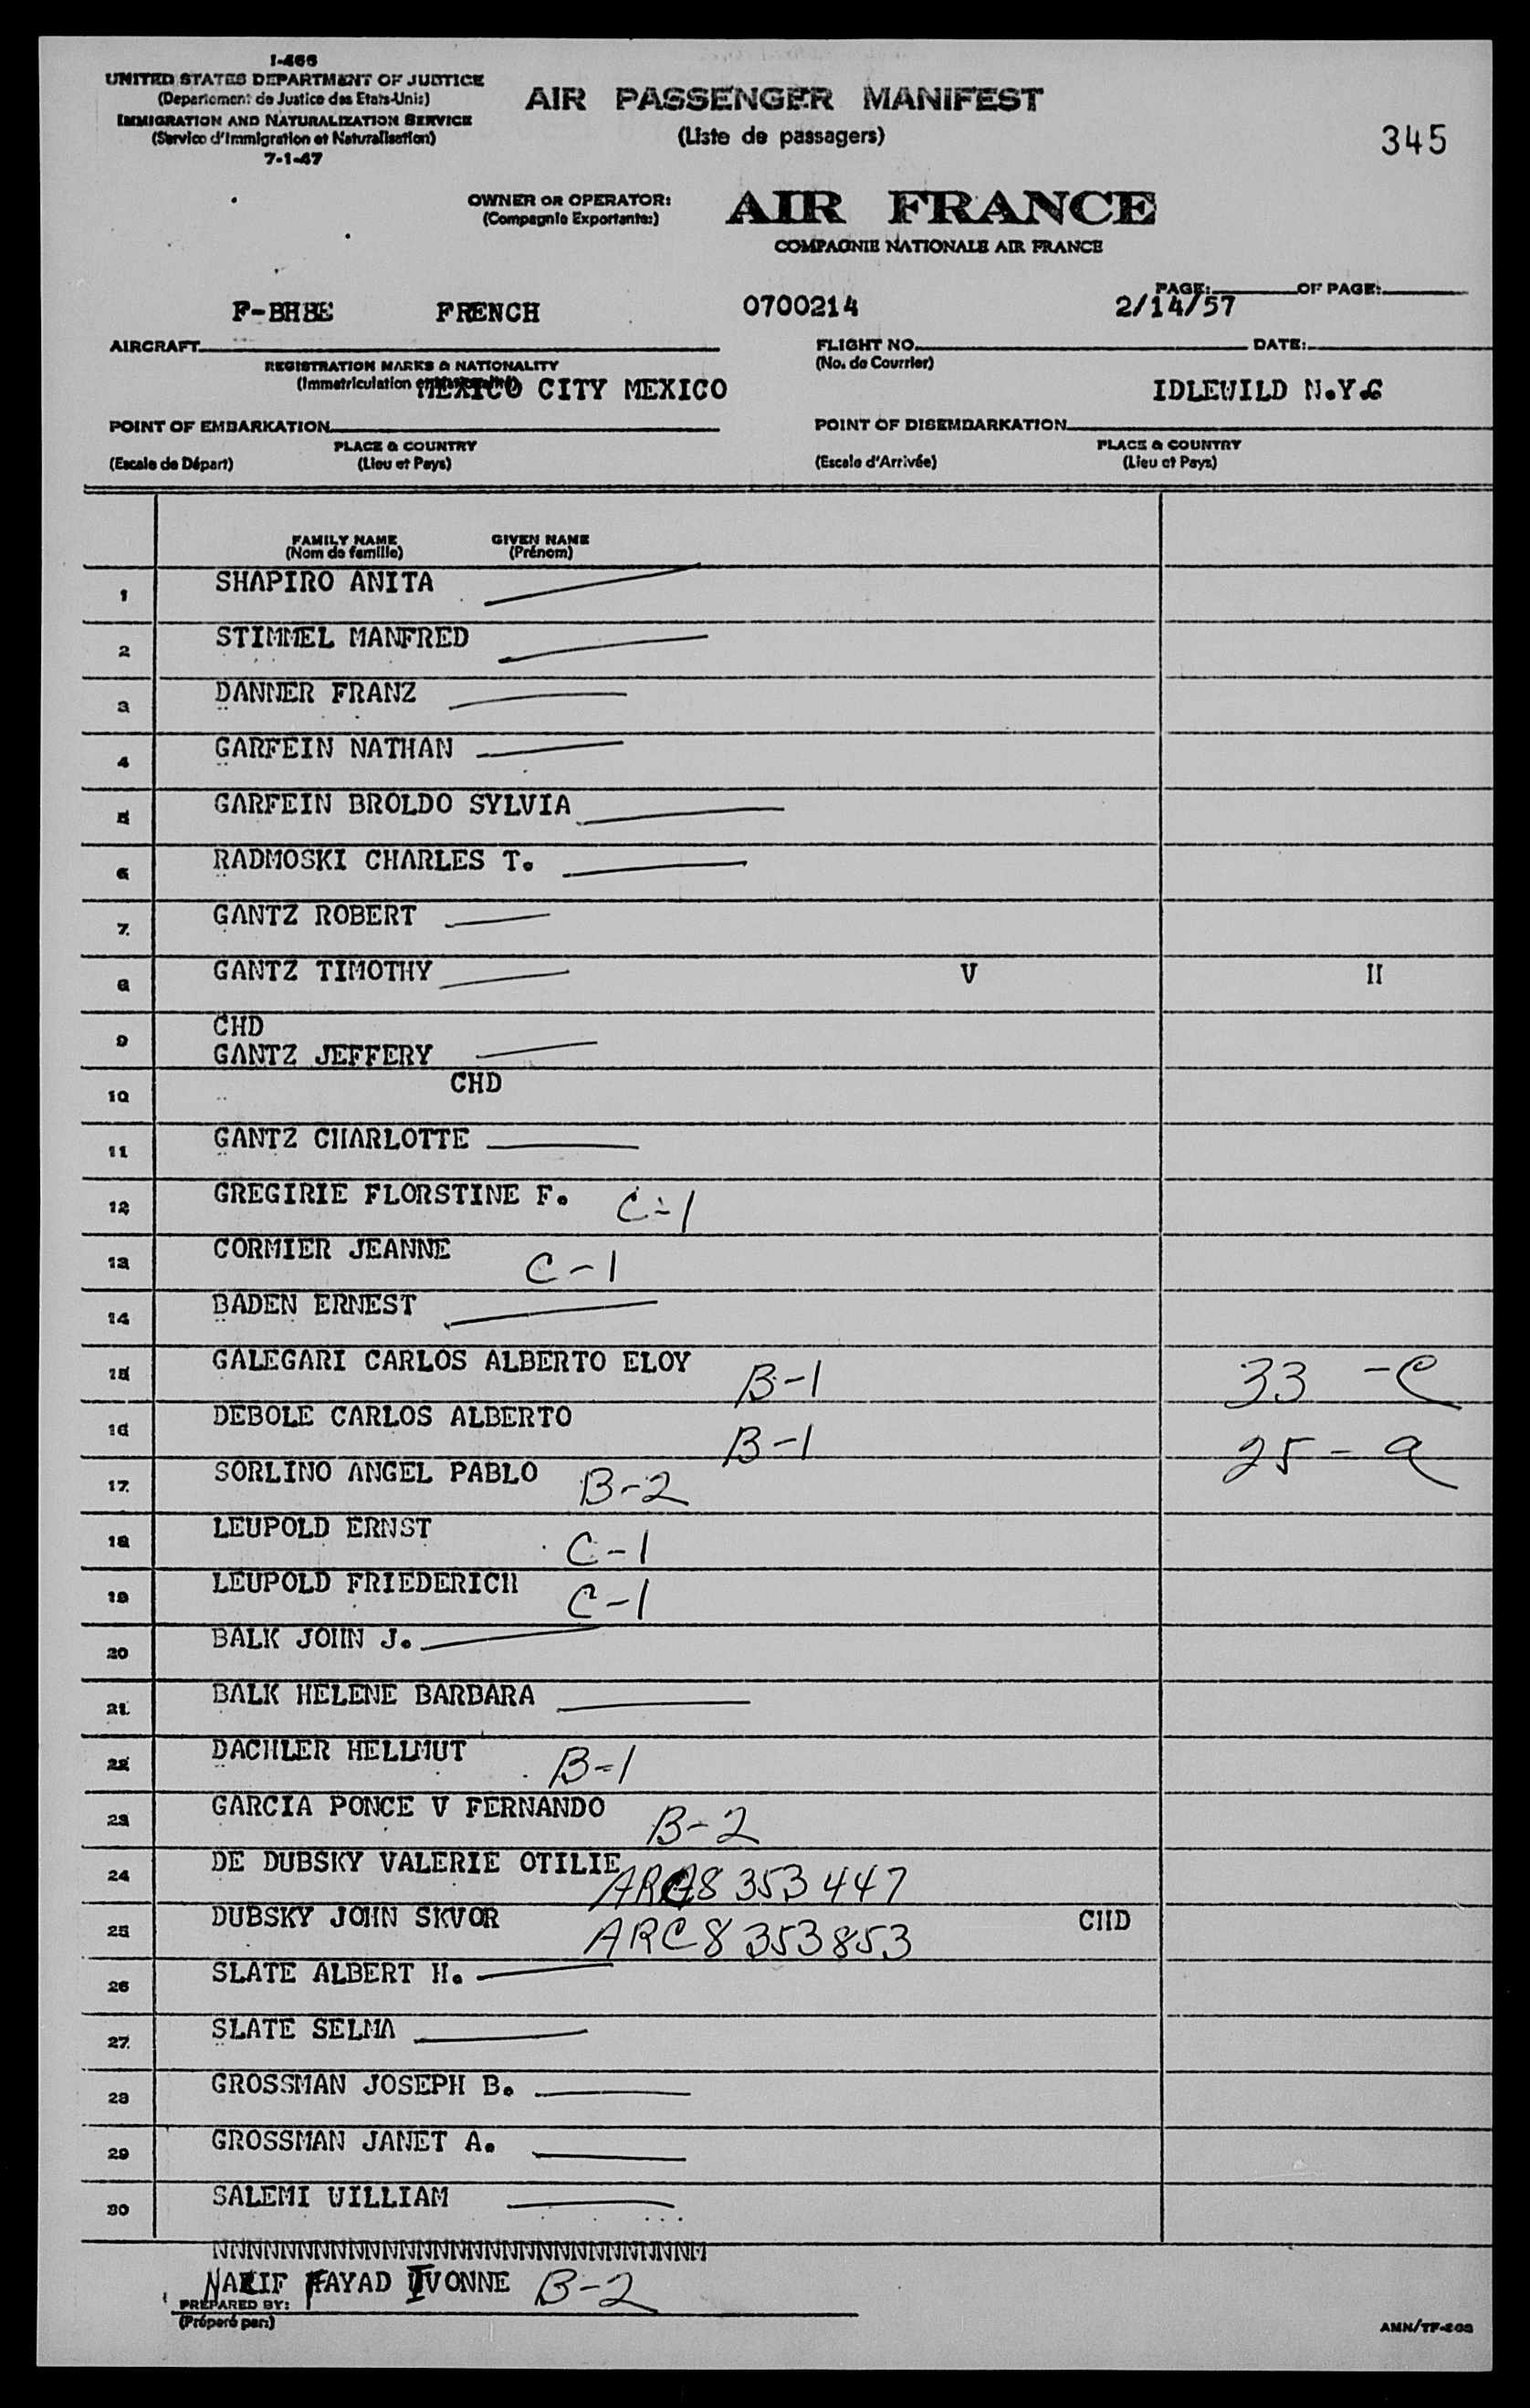 I-466
UNITED STATES DEPARTMENT OF JUSTICE
(Departement de Justice des Etats-Unis)
IMMIGRATION AND NATURALIZATION SERVICE
(Service d'Immigration et Naturalisation)
7-1-47
AIR PASSENGER MANIFEST
(Liste de passagers)
345
OWNER OR OPERATOR:
(Compagnie Exportante:)
AIR FRANCE
COMPAGNIE NATIONALE AIR FRANCE
PAGE: OF PAGE:
F-BHBE FRENCH 0700214 2/14/57
AIRCRAFT FLIGHT NO. DATE:
REGISTRATION MARKS & NATIONALITY (No. de Courrier)
(Immatriculation
MEXICO CITY MEXICO IDLEWILD N.Y.C
POINT OF EMBARKATION POINT OF DISEMBARKATION
PLACE & COUNTRY PLACE & COUNTRY
(Escale de Départ) (Lieu et Pays) (Escale d'Arrivée) (Lieu et Pays)
FAMILY NAME GIVEN NAME
(Nom de famille) (Prénom)
1 SHAPIRO ANITA
2 STIMMEL MANFRED
3 DANNER FRANZ
4 GARFEIN NATHAN
5 GARFEIN BROLDO SYLVIA
6 RADMOSKI CHARLES T.
7. GANTZ ROBERT
8 GANTZ TIMOTHY V II
9 CHD
GANTZ JEFFERY
10 CHD
11 GANTZ CHARLOTTE
12 GREGIRIE FLORSTINE F. C-1
13 CORMIER JEANNE C-1
14 BADEN ERNEST
15 GALEGARI CARLOS ALBERTO ELOY B-1 33 -C
16 DEBOLE CARLOS ALBERTO B-1 25 - a
17. SORLINO ANGEL PABLO B-2
18 LEUPOLD ERNST C-1
19 LEUPOLD FRIEDERICH C-1
20 BALK JOHN J.
21. BALK HELENE BARBARA
22 DACHLER HELLMUT B-1
23 GARCIA PONCE V FERNANDO B-2
24 DE DUBSKY VALERIE OTILIE ARC A8 353 447
25 DUBSKY JOHN SKVOR ARC 8 353853 CHD
26 SLATE ALBERT H.
27. SLATE SELMA
28 GROSSMAN JOSEPH B.
29 GROSSMAN JANET A.
30 SALEMI WILLIAM
NAKIF FAYAD IVONNE B-2
PREPARED BY:
(Préparé par:)